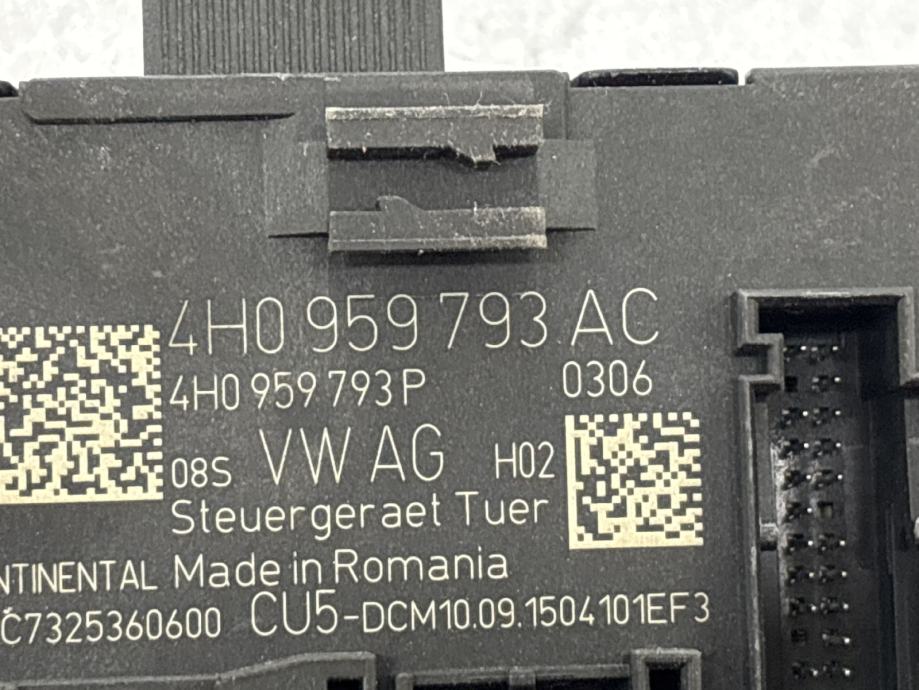 4H0 959 793 AC
4H0 959 793 P 0306
08S VW AG H02
Steuergeraet Tuer
NTINENTAL Made in Romania
C7325360600 CU5-DCM10.09.1504101EF3